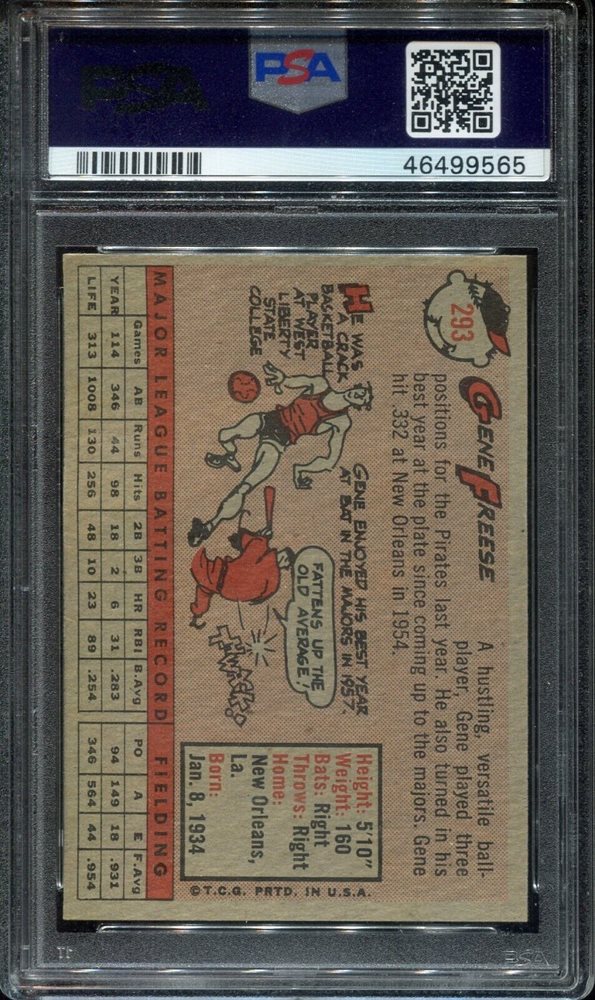 PSA
PSA
46499565
293
GENE FREESE
A hustling, versatile ball-
player, Gene played three
positions for the Pirates last year. He also turned in his
best year at the plate since coming up to the majors. Gene
hit .332 at New Orleans in 1954.
HE WAS
A CRACK
BASKETBALL
PLAYER
AT WEST
LIBERTY
STATE
COLLEGE
GENE ENJOYED HIS BEST YEAR
AT BAT IN THE MAJORS IN 1957.
FATTENS UP THE
OLD AVERAGE!
THWACK!
Height: 5'10"
Weight: 160
Bats: Right
Throws: Right
Home:
New Orleans,
La.
Born:
Jan. 8, 1934
©T.C.G. PRTD. IN U.S.A.
MAJOR LEAGUE BATTING RECORD FIELDING
Games AB Runs Hits 2B 3B HR RBI B.Avg PO A E F.Avg
YEAR 114 346 44 98 18 2 6 31 .283 94 149 18 .931
LIFE 313 1008 130 256 48 10 23 89 .254 346 564 44 .954
PSA